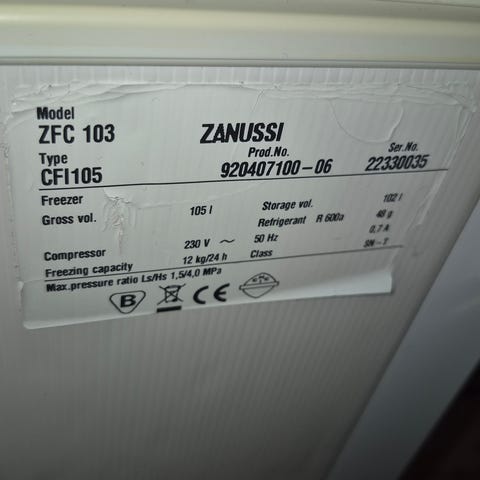 Model
ZFC 103 ZANUSSI
Type Prod.No. Ser.No.
CFI105 920407100-06 22330035
Freezer Storage vol. 102 l
Gross vol. 105 l Refrigerant R 600a 48 g
230 V ~ 50 Hz 0,7 A
Compressor Class SN-T
Freezing capacity 12 kg/24 h
Max.pressure ratio Ls/Hs 1,5/4,0 MPa
B CE